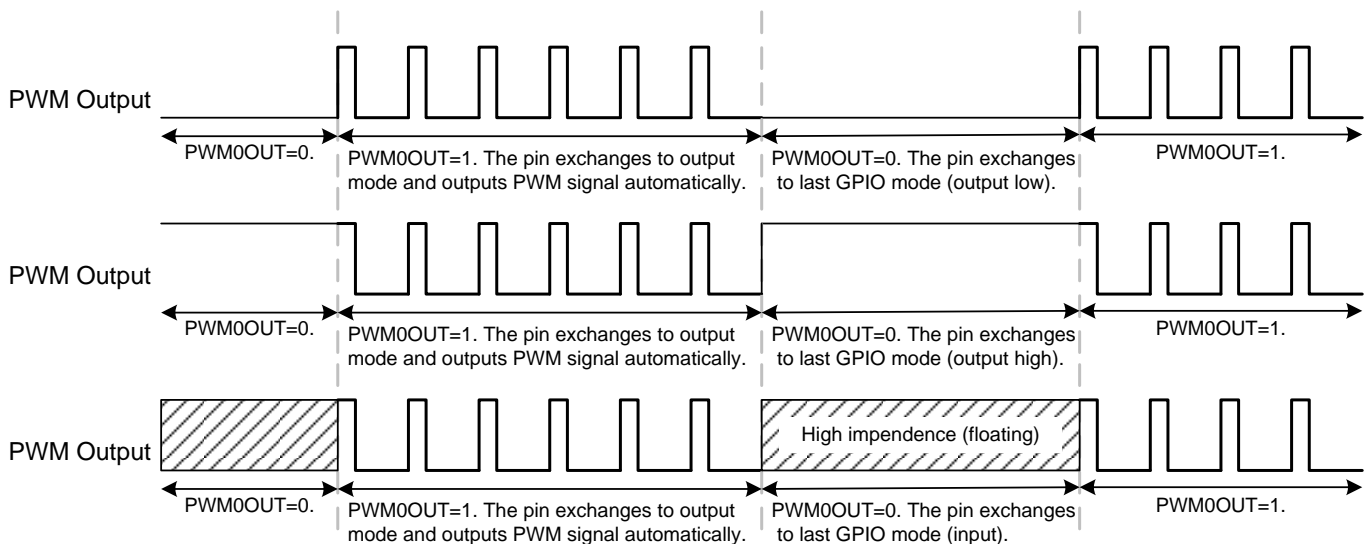 PWM Output
PWM0OUT=0.
PWM0OUT=1. The pin exchanges to output
mode and outputs PWM signal automatically.
PWM0OUT=0. The pin exchanges
to last GPIO mode (output low).
PWM0OUT=1.
PWM Output
PWM0OUT=0.
PWM0OUT=1. The pin exchanges to output
mode and outputs PWM signal automatically.
PWM0OUT=0. The pin exchanges
to last GPIO mode (output high).
PWM0OUT=1.
PWM Output
High impendence (floating)
PWM0OUT=0.
PWM0OUT=1. The pin exchanges to output
mode and outputs PWM signal automatically.
PWM0OUT=0. The pin exchanges
to last GPIO mode (input).
PWM0OUT=1.